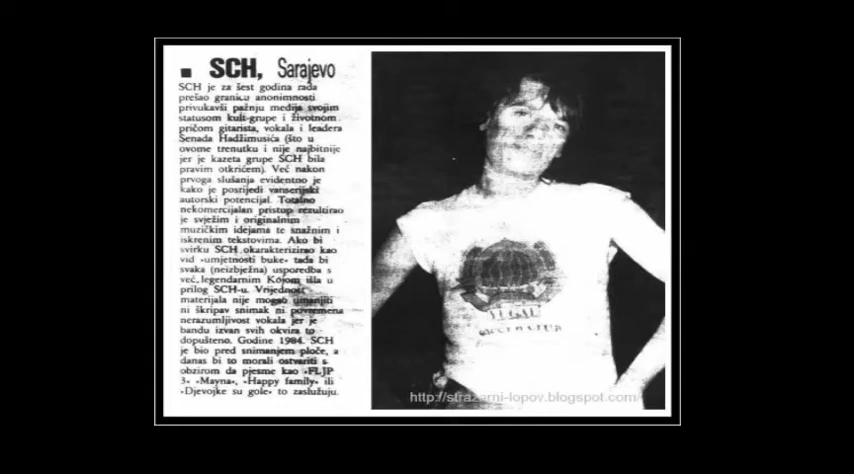 SCH, Sarajevo
SCH je za šest godina rada
prešao granicu anonimnosti
privukavši pažnju medija svojim
statusom kult-grupe i životnom
pričom gitarista, vokala i leadera
Senada Hadžimusića (što u
ovome trenutku i nije najbitnije
jer je kazeta grupe SCH bila
pravim otkrićem). Već nakon
prvoga slušanja evidentno je
kako je posrijedi vanserijski
autorski potencijal. Totalno
nekomercijalan pristup rezultirao
je svježim i originalnim
muzičkim idejama te snažnim i
iskrenim tekstovima. Ako bi
svirku SCH okarakterizirao kao
vid »umjetnosti buke« tada bi
svaka (neizbježna) usporedba s
već legendarnim Kojom išla u
prilog SCH-u. Vrijednost
materijala nije mogao umanjiti
ni škripav snimak ni povremena
nerazumljivost vokala jer je
bandu izvan svih okvira to
dopušteno. Godine 1984. SCH
je bio pred snimanjem ploče, a
danas bi to morali ostvariti s
obzirom da pjesme kao »FLJP
3« »Mayna«, »Happy family« ili
»Djevojke su gole« to zaslužuju.
http://strazarni-lopov.blogspot.com/